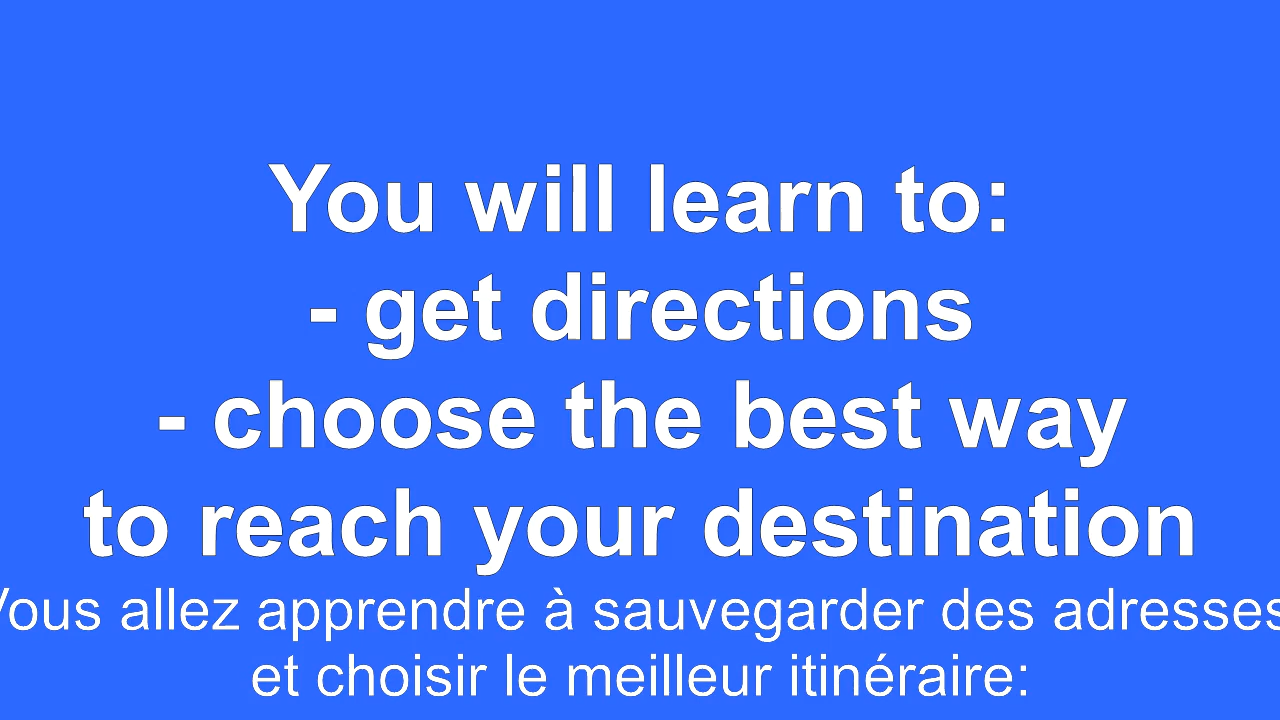 You will learn to:
- get directions
- choose the best way
to reach your destination
Vous allez apprendre à sauvegarder des adresses
et choisir le meilleur itinéraire: